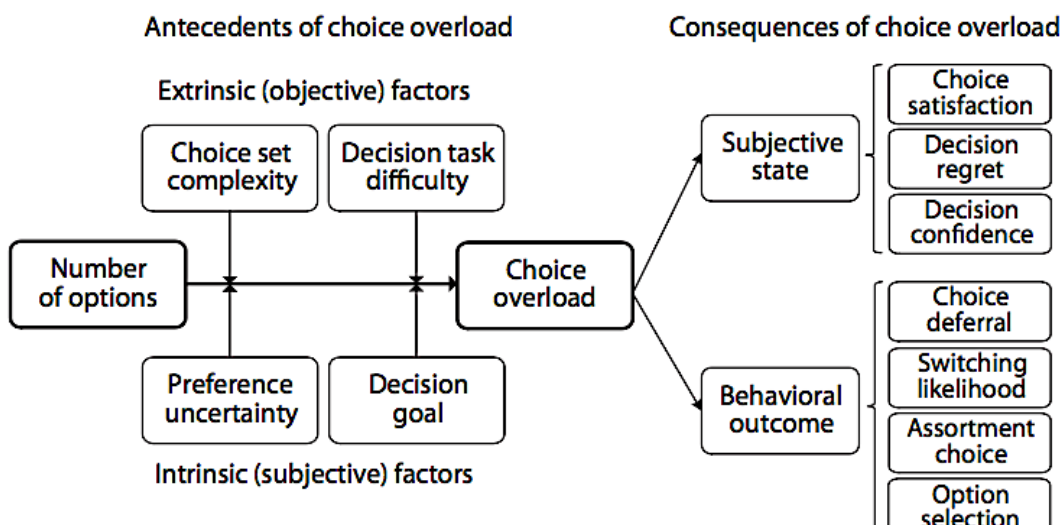 Antecedents of choice overload
Consequences of choice overload
Extrinsic (objective) factors
Choice set
complexity
Decision task
difficulty
Number
of options
Choice
overload
Preference
uncertainty
Decision
goal
Intrinsic (subjective) factors
Subjective
state
Choice
satisfaction
Decision
regret
Decision
confidence
Behavioral
outcome
Choice
deferral
Switching
likelihood
Assortment
choice
Option
selection